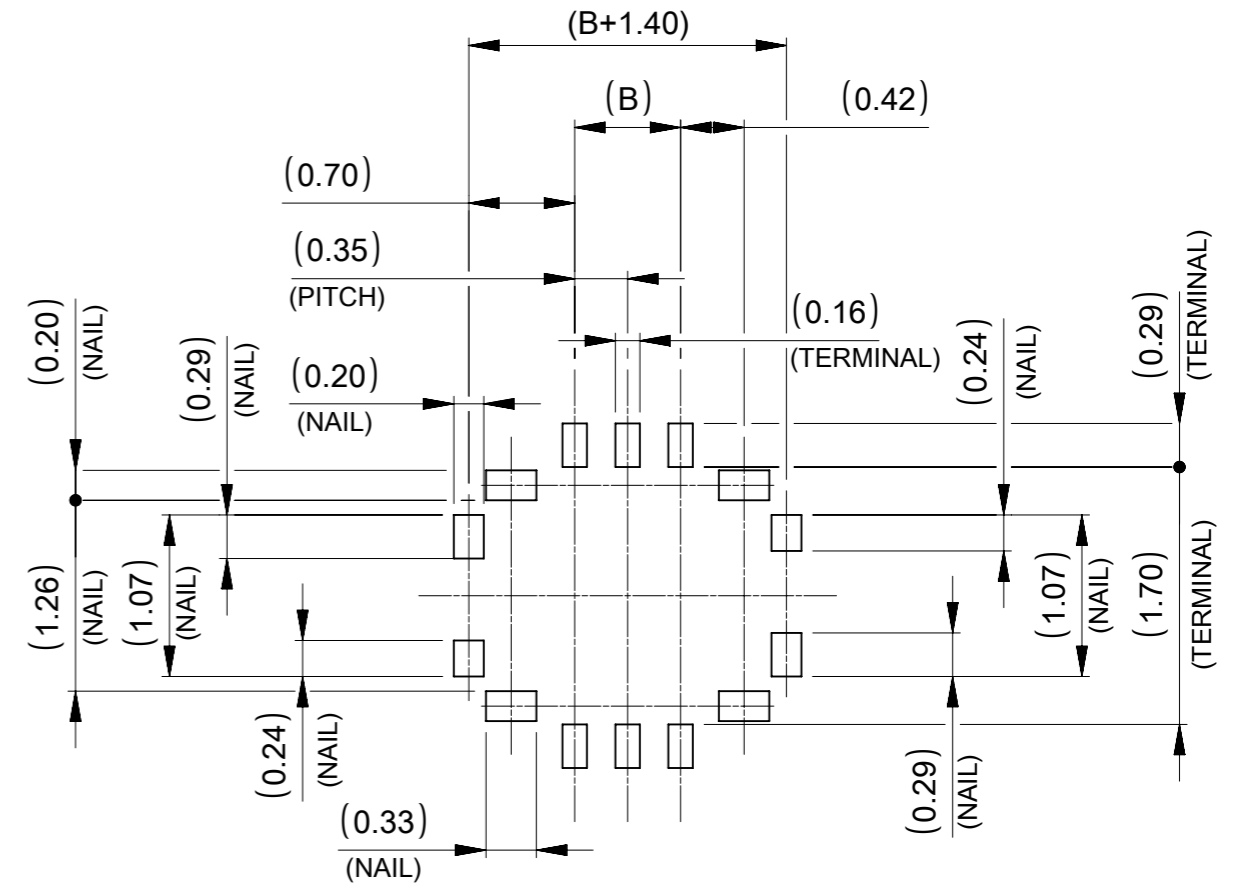 (B+1.40)
(B)
(0.42)
(0.70)
(0.35)
(PITCH)
(0.16)
(TERMINAL)
(0.20)
(NAIL)
(0.29)
(NAIL)
(0.20)
(NAIL)
(0.24)
(NAIL)
(0.29)
(TERMINAL)
(1.26)
(NAIL)
(1.07)
(NAIL)
(1.07)
(NAIL)
(1.70)
(TERMINAL)
(0.24)
(NAIL)
(0.29)
(NAIL)
(0.33)
(NAIL)